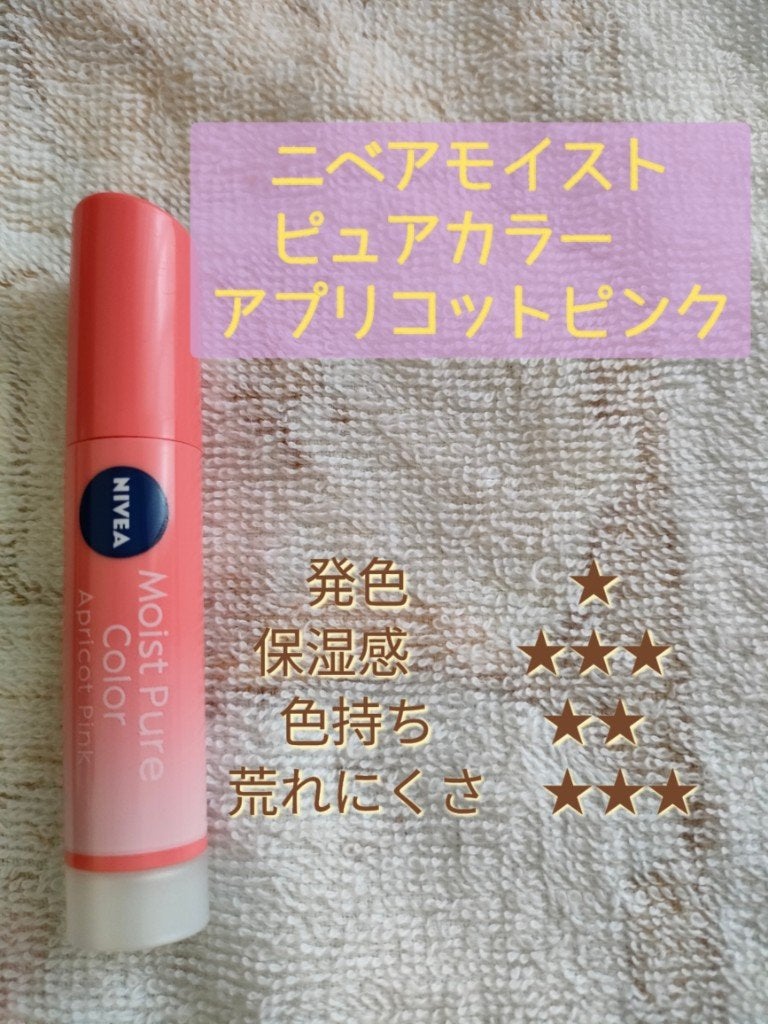 ニベアモイスト
ピュアカラー
アプリコットピンク
NIVEA
Moist Pure
Color
Apricot Pink
発色 ★
保湿感 ★★★
色持ち ★★
荒れにくさ ★★★